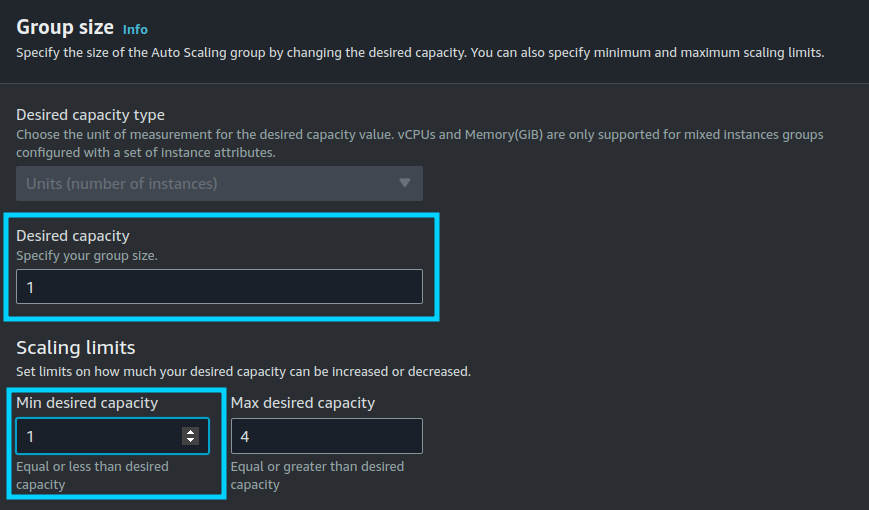 Group size Info
Specify the size of the Auto Scaling group by changing the desired capacity. You can also specify minimum and maximum scaling limits.
Desired capacity type
Choose the unit of measurement for the desired capacity value. vCPUs and Memory(GiB) are only supported for mixed instances groups
configured with a set of instance attributes.
Units (number of instances)
Desired capacity
Specify your group size.
1
Scaling limits
Set limits on how much your desired capacity can be increased or decreased.
Min desired capacity
1
Equal or less than desired
capacity
Max desired capacity
4
Equal or greater than desired
capacity